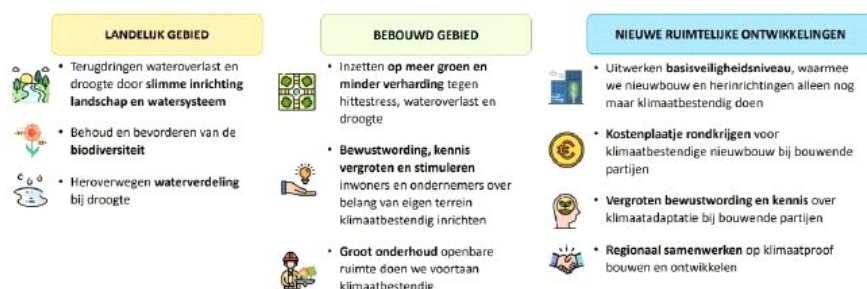 LANDELIJK GEBIED
• Terugdringen wateroverlast en
droogte door slimme inrichting
landschap en watersysteem
• Behoud en bevorderen van de
biodiversiteit
• Heroverwegen waterverdeling
bij droogte
BEBOUWD GEBIED
• Inzetten op meer groen en
minder verharding tegen
hittestress, wateroverlast en
droogte
• Bewustwording, kennis
vergroten en stimuleren
inwoners en ondernemers over
belang van eigen terrein
klimaatbestendig inrichten
• Groot onderhoud openbare
ruimte doen we voortaan
klimaatbestendig
NIEUWE RUIMTELIJKE ONTWIKKELINGEN
• Uitwerken basisveiligheidsniveau, waarmee
we nieuwbouw en herinrichtingen alleen nog
maar klimaatbestendig doen
• Kostenplaatje rondkrijgen voor
klimaatbestendige nieuwbouw bij bouwende
partijen
• Vergroten bewustwording en kennis over
klimaatadaptatie bij bouwende partijen
• Regionaal samenwerken op klimaatproof
bouwen en ontwikkelen